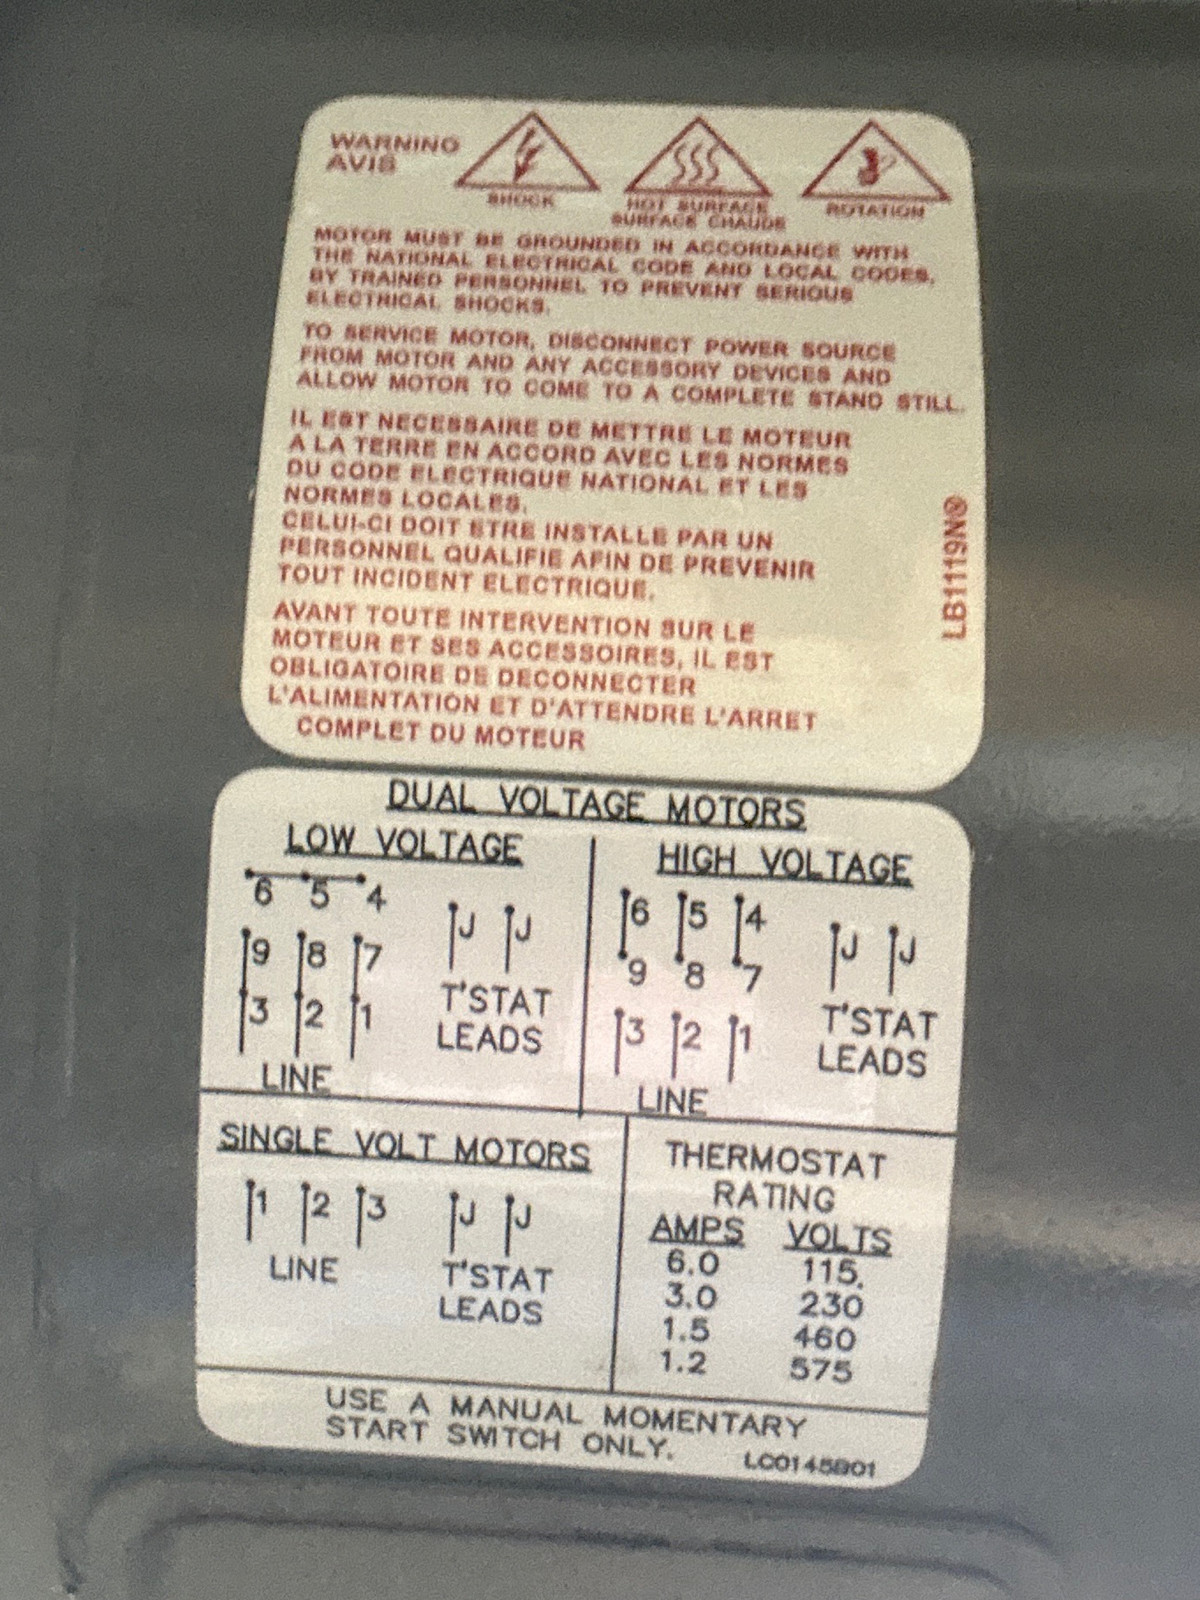 WARNING
AVIS
SHOCK
HOT SURFACE
SURFACE CHAUDE
ROTATION
MOTOR MUST BE GROUNDED IN ACCORDANCE WITH
THE NATIONAL ELECTRICAL CODE AND LOCAL CODES,
BY TRAINED PERSONNEL TO PREVENT SERIOUS
ELECTRICAL SHOCKS.
TO SERVICE MOTOR, DISCONNECT POWER SOURCE
FROM MOTOR AND ANY ACCESSORY DEVICES AND
ALLOW MOTOR TO COME TO A COMPLETE STAND STILL.
IL EST NECESSAIRE DE METTRE LE MOTEUR
A LA TERRE EN ACCORD AVEC LES NORMES
DU CODE ELECTRIQUE NATIONAL ET LES
NORMES LOCALES.
CELUI-CI DOIT ETRE INSTALLE PAR UN
PERSONNEL QUALIFIE AFIN DE PREVENIR
TOUT INCIDENT ELECTRIQUE.
AVANT TOUTE INTERVENTION SUR LE
MOTEUR ET SES ACCESSOIRES, IL EST
OBLIGATOIRE DE DECONNECTER
L'ALIMENTATION ET D'ATTENDRE L'ARRET
COMPLET DU MOTEUR
LB1119N®
DUAL VOLTAGE MOTORS
LOW VOLTAGE
6 5 4
9 8 7
3 2 1
LINE
J J
T'STAT
LEADS
HIGH VOLTAGE
6 5 4
9 8 7
3 2 1
LINE
J J
T'STAT
LEADS
SINGLE VOLT MOTORS
1 2 3
LINE
J J
T'STAT
LEADS
THERMOSTAT
RATING
AMPS VOLTS
6.0 115.
3.0 230
1.5 460
1.2 575
USE A MANUAL MOMENTARY
START SWITCH ONLY.
LC0145B01